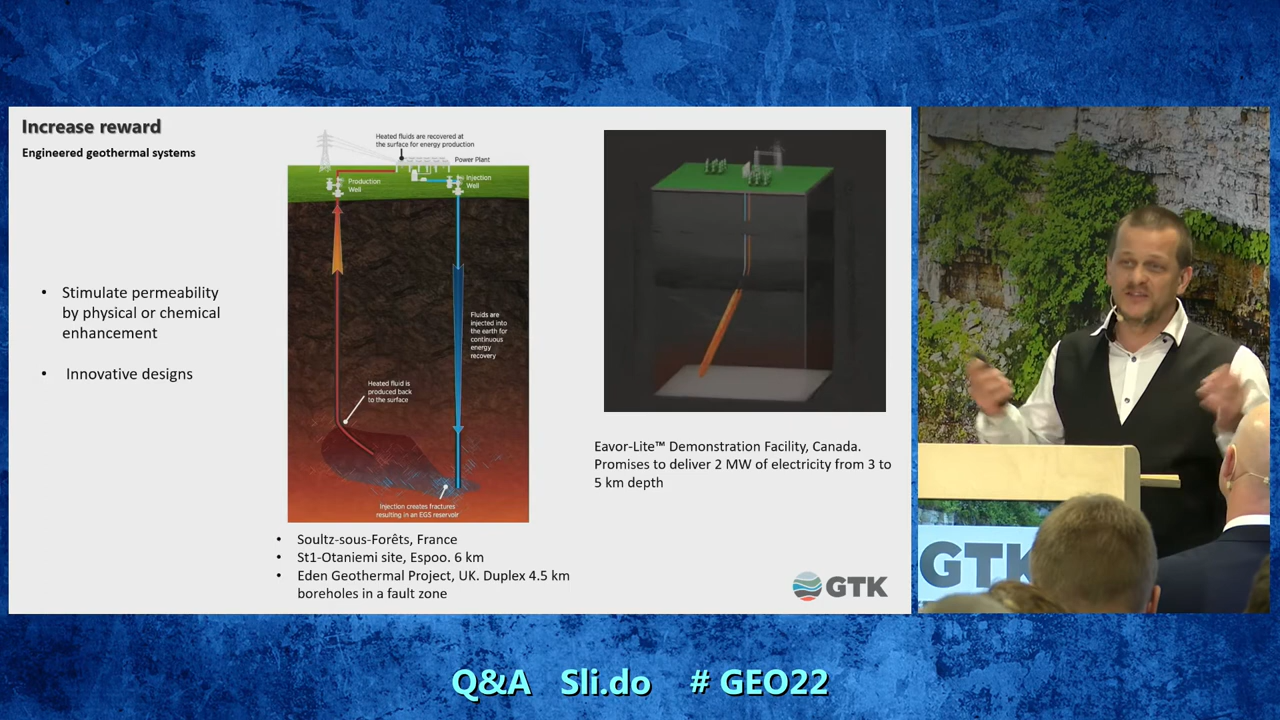 Increase reward
Engineered geothermal systems
• Stimulate permeability
by physical or chemical
enhancement
• Innovative designs
Heated fluids are recovered at
the surface for energy production
Power Plant
Production
Well
Injection
Well
Fluids are
injected into
the earth for
continuous
energy
recovery
Heated fluid is
produced back
to the surface
Injection creates fractures
resulting in an EGS reservoir
• Soultz-sous-Forêts, France
• St1-Otaniemi site, Espoo. 6 km
• Eden Geothermal Project, UK. Duplex 4.5 km
boreholes in a fault zone
Eavor-Lite™ Demonstration Facility, Canada.
Promises to deliver 2 MW of electricity from 3 to
5 km depth
GTK
GTK
Q&A Sli.do # GEO22